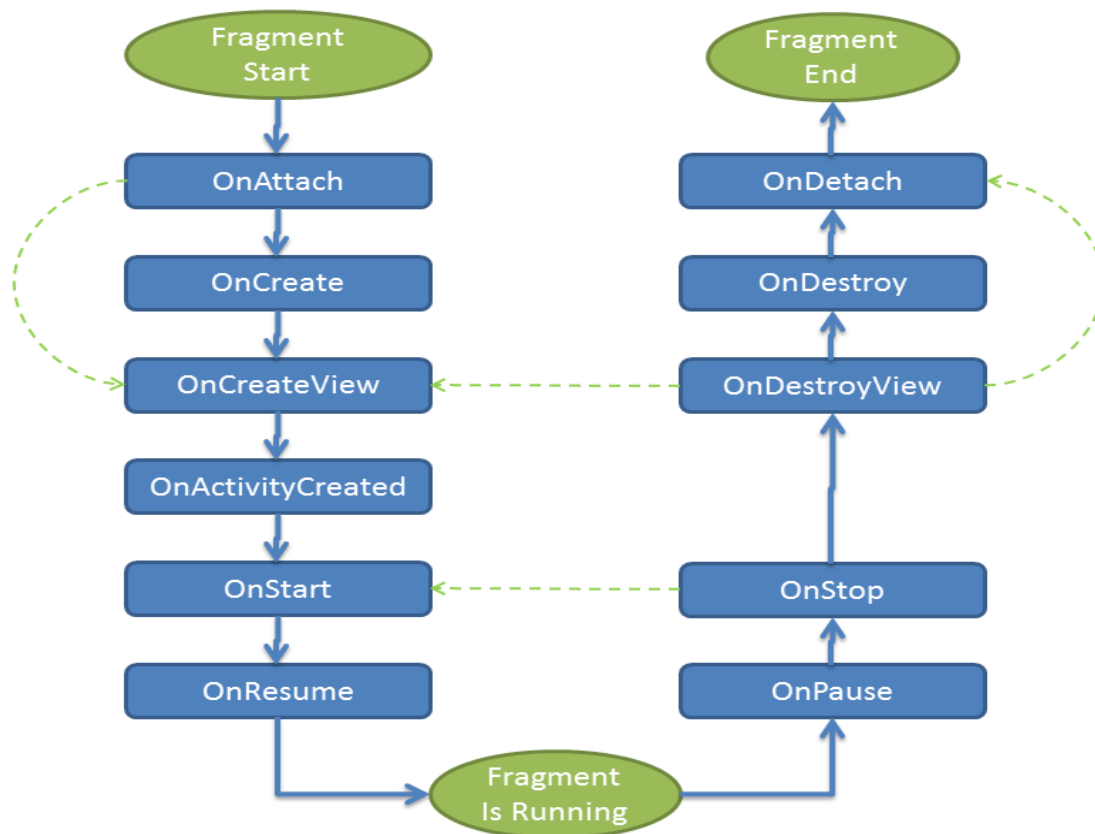 Fragment
Start
OnAttach
OnCreate
OnCreateView
OnActivityCreated
OnStart
OnResume
Fragment
Is Running
OnPause
OnStop
OnDestroyView
OnDestroy
OnDetach
Fragment
End